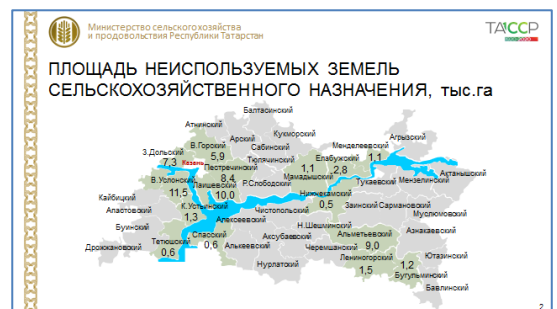 Министерство сельского хозяйства
и продовольствия Республики Татарстан
ТАССР
ПЛОЩАДЬ НЕИСПОЛЬЗУЕМЫХ ЗЕМЕЛЬ
СЕЛЬСКОХОЗЯЙСТВЕННОГО НАЗНАЧЕНИЯ, тыс.га
Балтасинский
Атнинский
Кукморский
Арский
Агрызский
В.Горский
5,9
Сабинский
Менделеевский
1,1
З.Дольский
7,3
Казань
Тюлячинский
Елабужский
2,8
Пестречинский
8,4
1,1
Мамадышский
Актанышский
В.Услонский
11,5
Лаишевский
10,0
Р.Слободский
Тукаевский
Мензелинский
Нижнекамский
0,5
Кайбицкий
К.Устьинский
1,3
Заинский
Сармановский
Апастовский
Чистопольский
Муслюмовский
Алексеевский
Буинский
Н.Шешминский
Азнакаевский
Спасский
0,6
Аксубаевский
Альметьевский
9,0
Тетюшский
0,6
Дрожжановский
Алькеевский
Черемшанский
Ютазинский
Нурлатский
Лениногорский
1,5
1,2
Бугульминский
Бавлинский
2